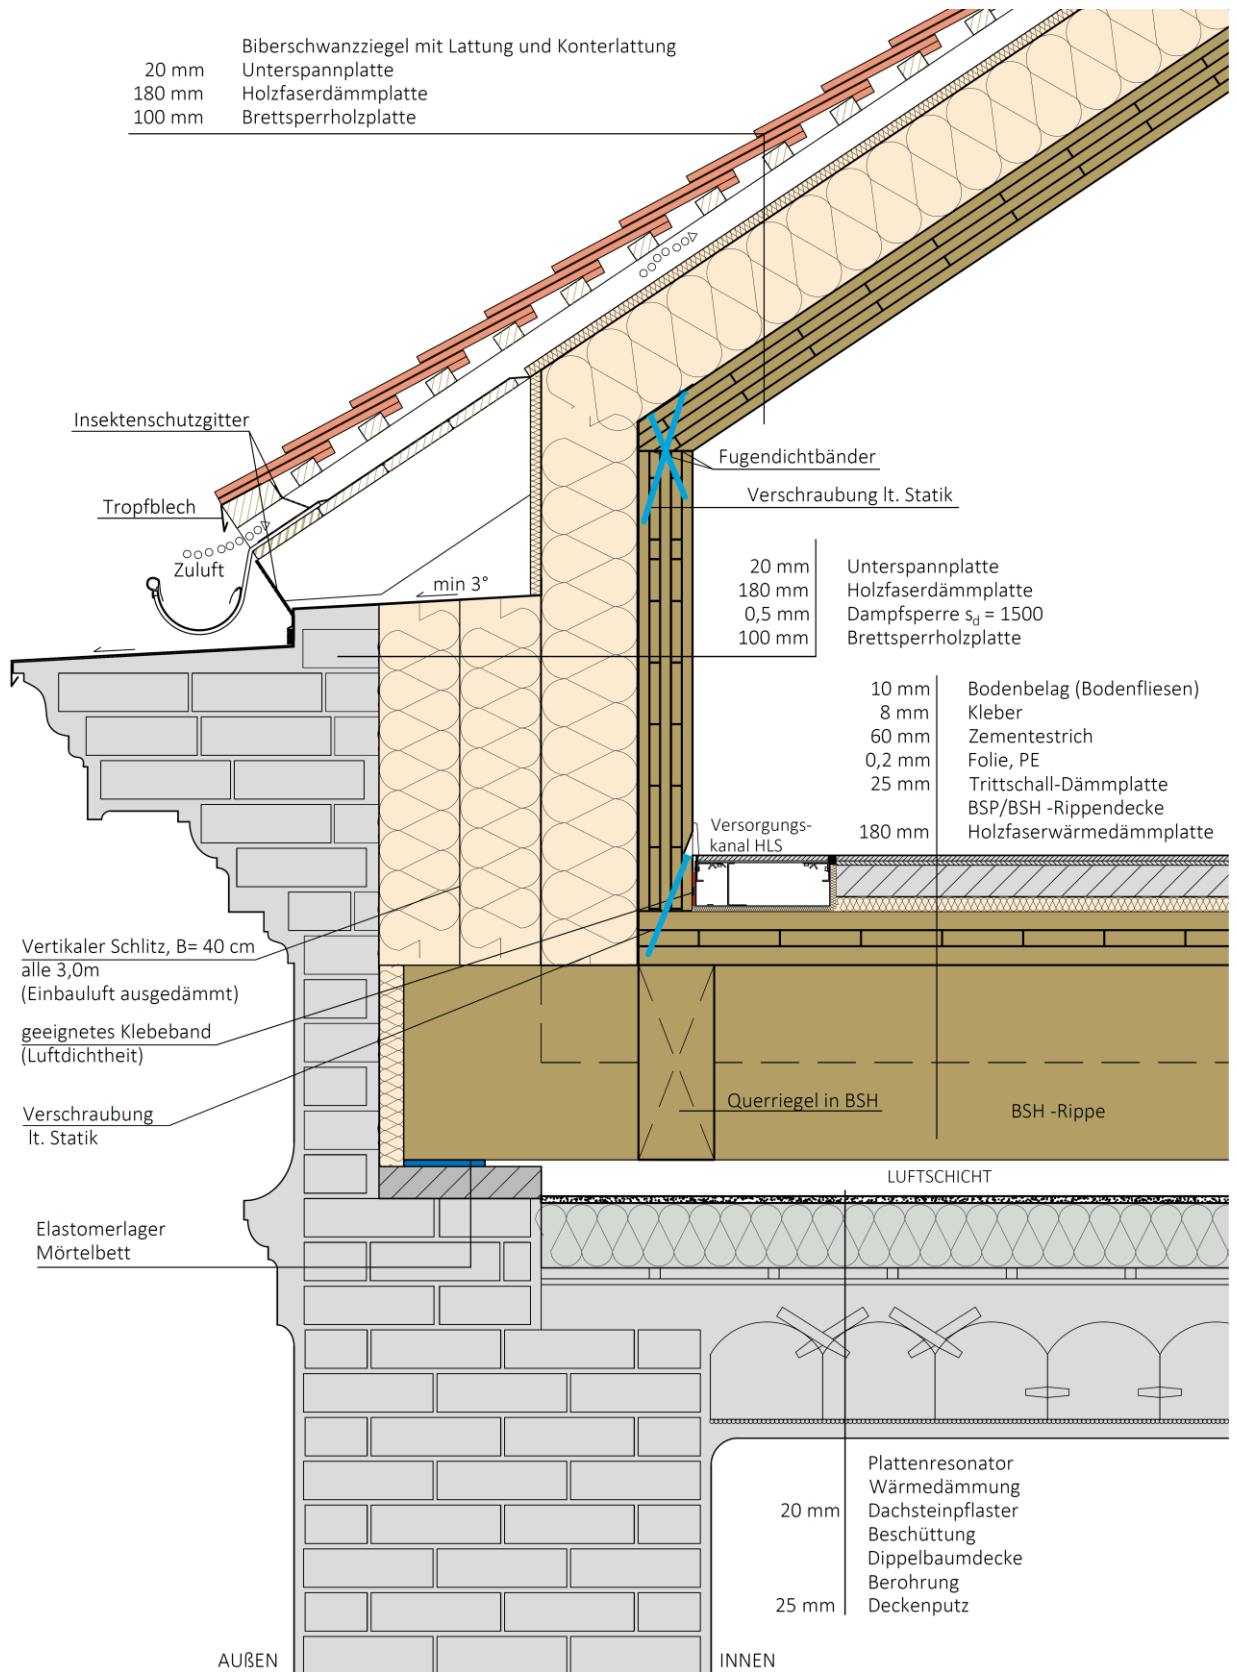 Biberschwanzziegel mit Lattung und Konterlattung
20 mm Unterspannplatte
180 mm Holzfaserdämmplatte
100 mm Brettsperrholzplatte
Insektenschutzgitter
Tropfblech
Zuluft
min 3°
Fugendichtbänder
Verschraubung lt. Statik
20 mm Unterspannplatte
180 mm Holzfaserdämmplatte
0,5 mm Dampfsperre sd = 1500
100 mm Brettsperrholzplatte
10 mm Bodenbelag (Bodenfliesen)
8 mm Kleber
60 mm Zementestrich
0,2 mm Folie, PE
25 mm Trittschall-Dämmplatte
BSP/BSH -Rippendecke
180 mm Holzfaserwärmedämmplatte
Versorgungs-
kanal HLS
Vertikaler Schlitz, B= 40 cm
alle 3,0m
(Einbauluft ausgedämmt)
geeignetes Klebeband
(Luftdichtheit)
Verschraubung
lt. Statik
Querriegel in BSH
BSH -Rippe
LUFTSCHICHT
Elastomerlager
Mörtelbett
Plattenresonator
Wärmedämmung
20 mm Dachsteinpflaster
Beschüttung
Dippelbaumdecke
Berohrung
25 mm Deckenputz
AUßEN
INNEN